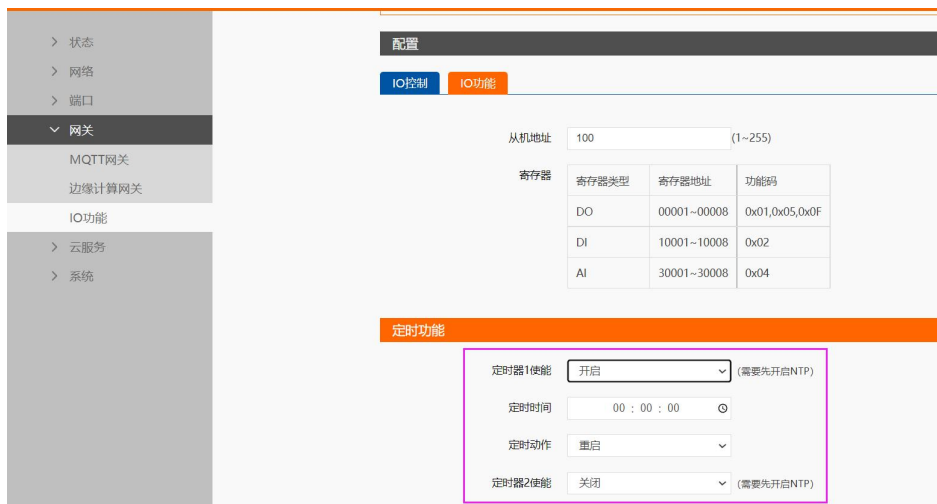 状态
网络
端口
网关
MQTT网关
边缘计算网关
IO功能
云服务
系统
配置
IO控制 IO功能
从机地址 100 (1~255)
寄存器
寄存器类型 寄存器地址 功能码
DO 00001~00008 0x01,0x05,0x0F
DI 10001~10008 0x02
AI 30001~30008 0x04
定时功能
定时器1使能 开启 (需要先开启NTP)
定时时间 00 : 00 : 00
定时动作 重启
定时器2使能 关闭 (需要先开启NTP)